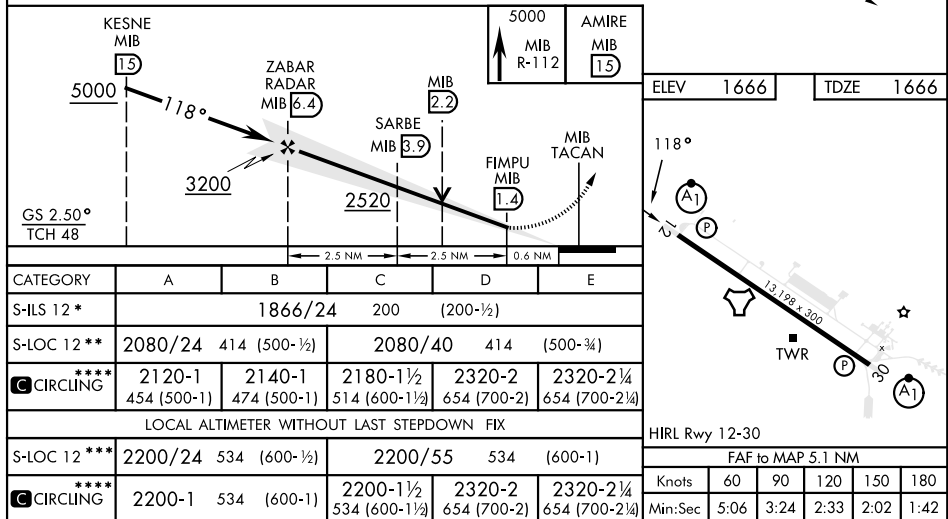 KESNE
MIB
15
5000
118°
ZABAR
RADAR
MIB 6.4
3200
SARBE
MIB 3.9
2520
MIB
2.2
FIMPU
MIB
1.4
MIB
TACAN
5000
MIB
R-112
AMIRE
MIB
15
GS 2.50°
TCH 48
2.5 NM 2.5 NM 0.6 NM
CATEGORY A B C D E
S-ILS 12 * 1866/24 200 (200-½)
S-LOC 12 ** 2080/24 414 (500-½) 2080/40 414 (500-¾)
C CIRCLING **** 2120-1 2140-1 2180-1½ 2320-2 2320-2¼
454 (500-1) 474 (500-1) 514 (600-1½) 654 (700-2) 654 (700-2¼)
LOCAL ALTIMETER WITHOUT LAST STEPDOWN FIX
S-LOC 12 *** 2200/24 534 (600-½) 2200/55 534 (600-1)
C CIRCLING **** 2200-1 534 (600-1) 2200-1½ 2320-2 2320-2¼
534 (600-1½) 654 (700-2) 654 (700-2¼)
ELEV 1666 TDZE 1666
118°
A1
P
12
13,198 x 300
TWR
P
30
x
A1
HIRL Rwy 12-30
FAF to MAP 5.1 NM
Knots 60 90 120 150 180
Min:Sec 5:06 3:24 2:33 2:02 1:42